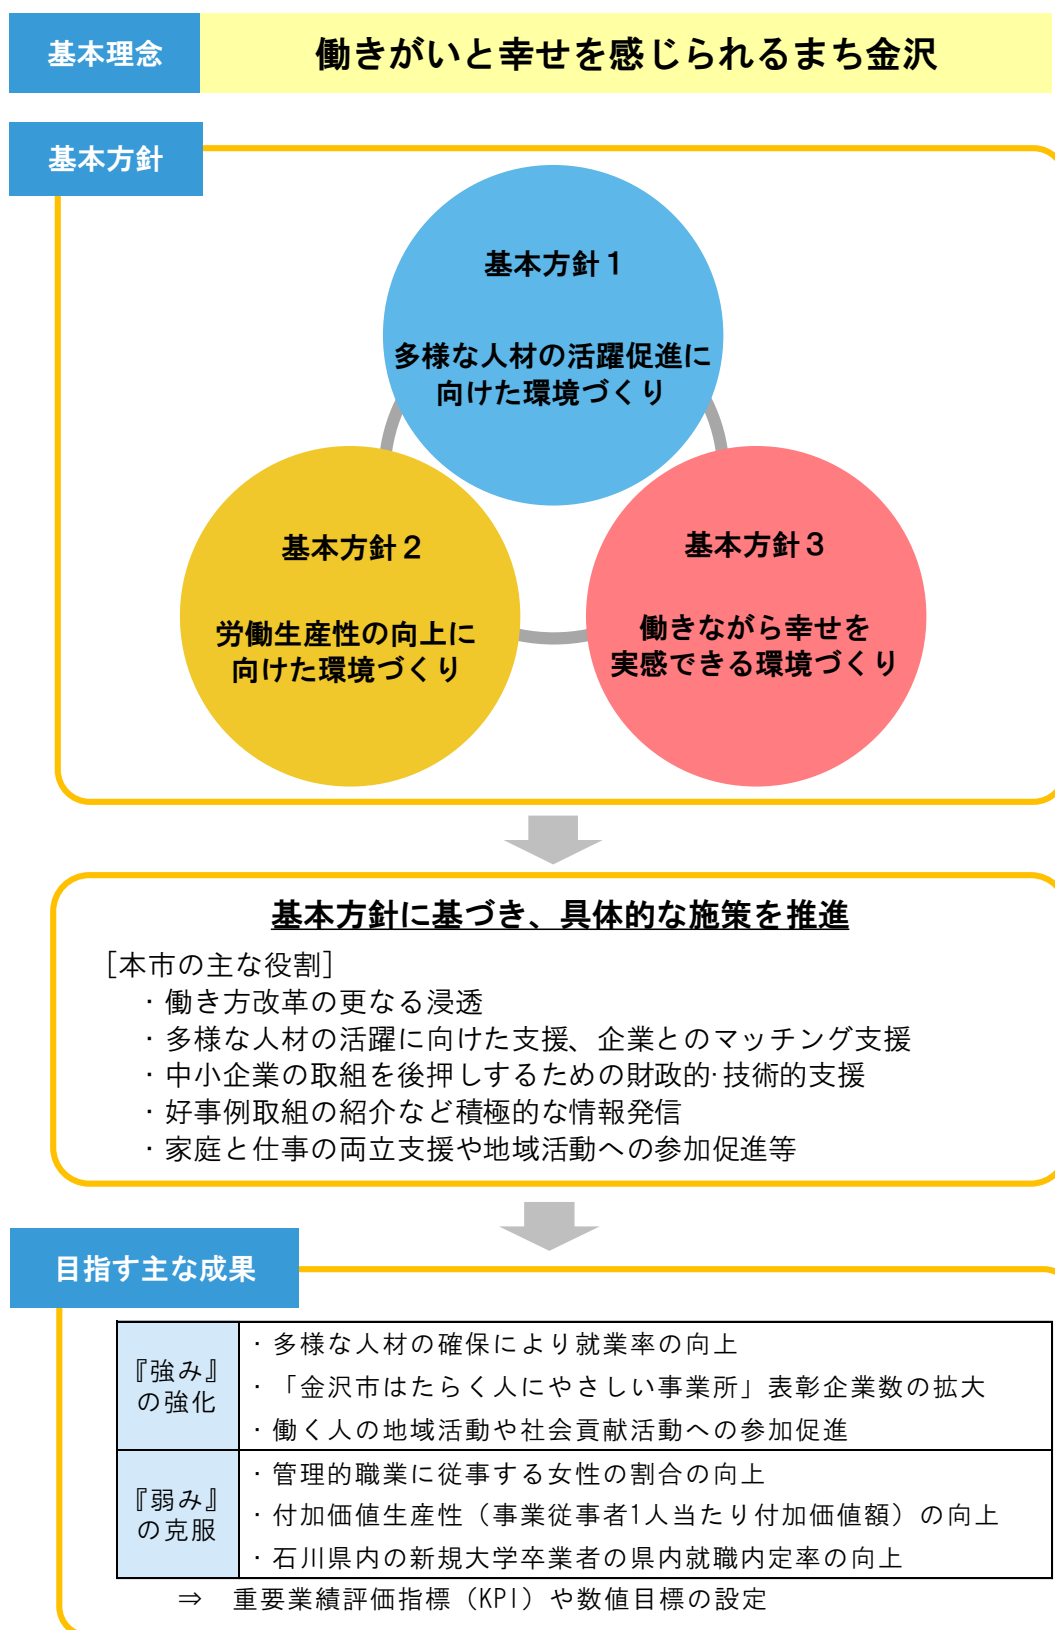 基本理念
働きがいと幸せを感じられるまち金沢
基本方針
基本方針１
多様な人材の活躍促進に
向けた環境づくり
基本方針２
労働生産性の向上に
向けた環境づくり
基本方針３
働きながら幸せを
実感できる環境づくり
基本方針に基づき、具体的な施策を推進
［本市の主な役割］
・働き方改革の更なる浸透
・多様な人材の活躍に向けた支援、企業とのマッチング支援
・中小企業の取組を後押しするための財政的・技術的支援
・好事例取組の紹介など積極的な情報発信
・家庭と仕事の両立支援や地域活動への参加促進等
目指す主な成果
『強み』
の強化
・多様な人材の確保により就業率の向上
・「金沢市はたらく人にやさしい事業所」表彰企業数の拡大
・働く人の地域活動や社会貢献活動への参加促進
『弱み』
の克服
・管理的職業に従事する女性の割合の向上
・付加価値生産性（事業従事者1人当たり付加価値額）の向上
・石川県内の新規大学卒業者の県内就職内定率の向上
⇒　重要業績評価指標（KPI）や数値目標の設定